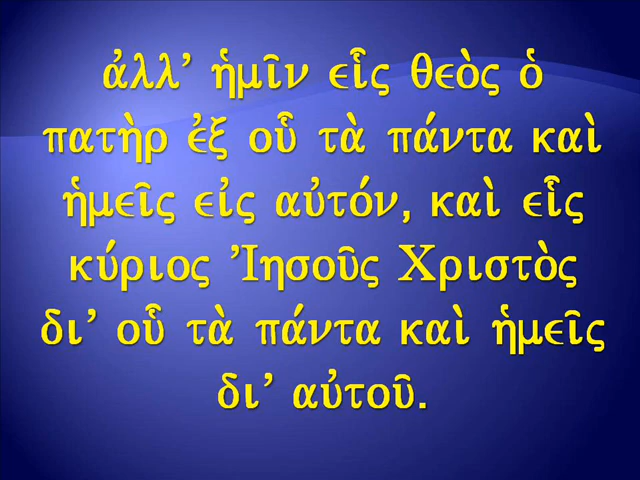 ἀλλ’ ἡμῖν εἷς θεὸς ὁ
πατὴρ ἐξ οὗ τὰ πάντα καὶ
ἡμεῖς εἰς αὐτόν, καὶ εἷς
κύριος Ἰησοῦς Χριστὸς
δι’ οὗ τὰ πάντα καὶ ἡμεῖς
δι’ αὐτοῦ.